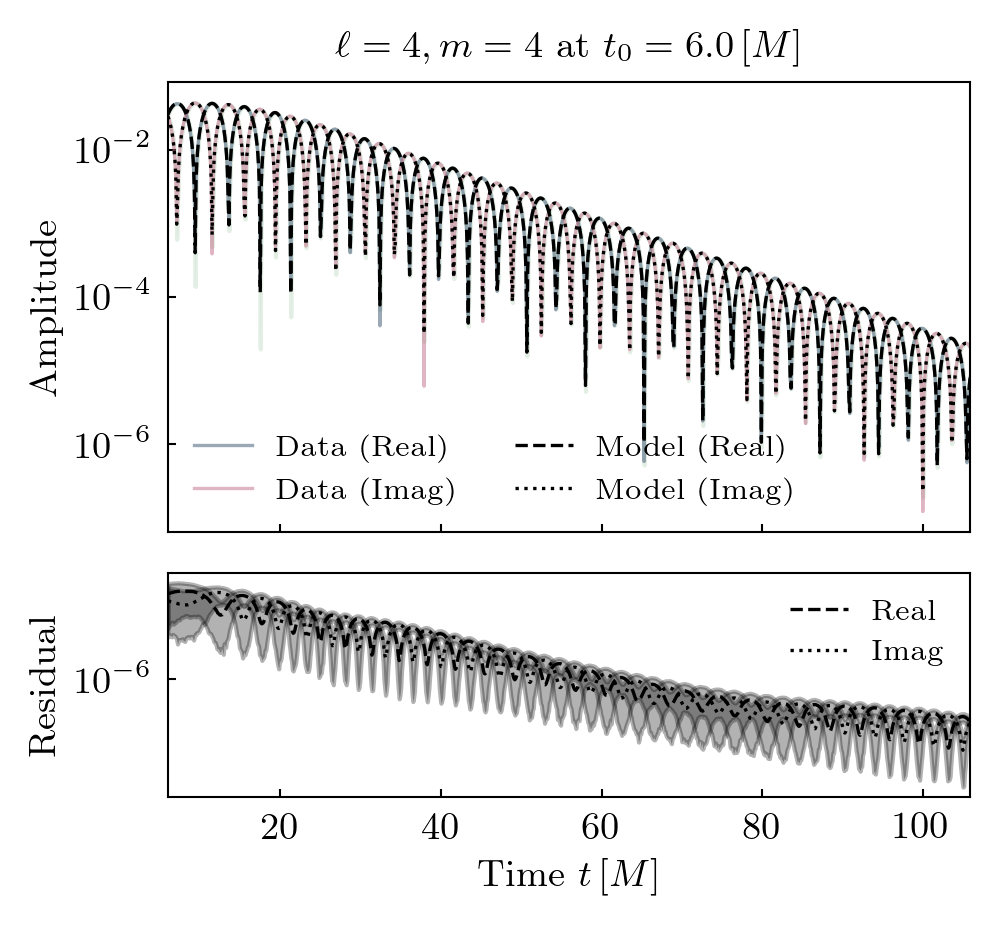 ℓ = 4, m = 4 at t₀ = 6.0 [M]
Amplitude
10⁻²
10⁻⁴
10⁻⁶
Data (Real)
Data (Imag)
Model (Real)
Model (Imag)
Residual
10⁻⁶
Real
Imag
20 40 60 80 100
Time t [M]